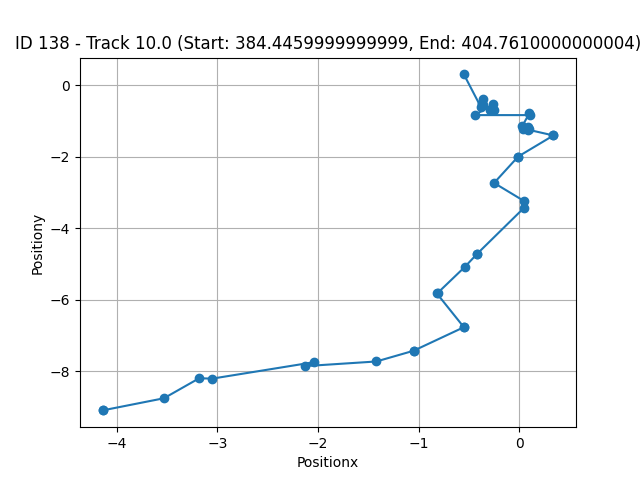 ID 138 - Track 10.0 (Start: 384.4459999999999, End: 404.7610000000004)
0
−2
−4
−6
−8
Positiony
−4 −3 −2 −1 0
Positionx